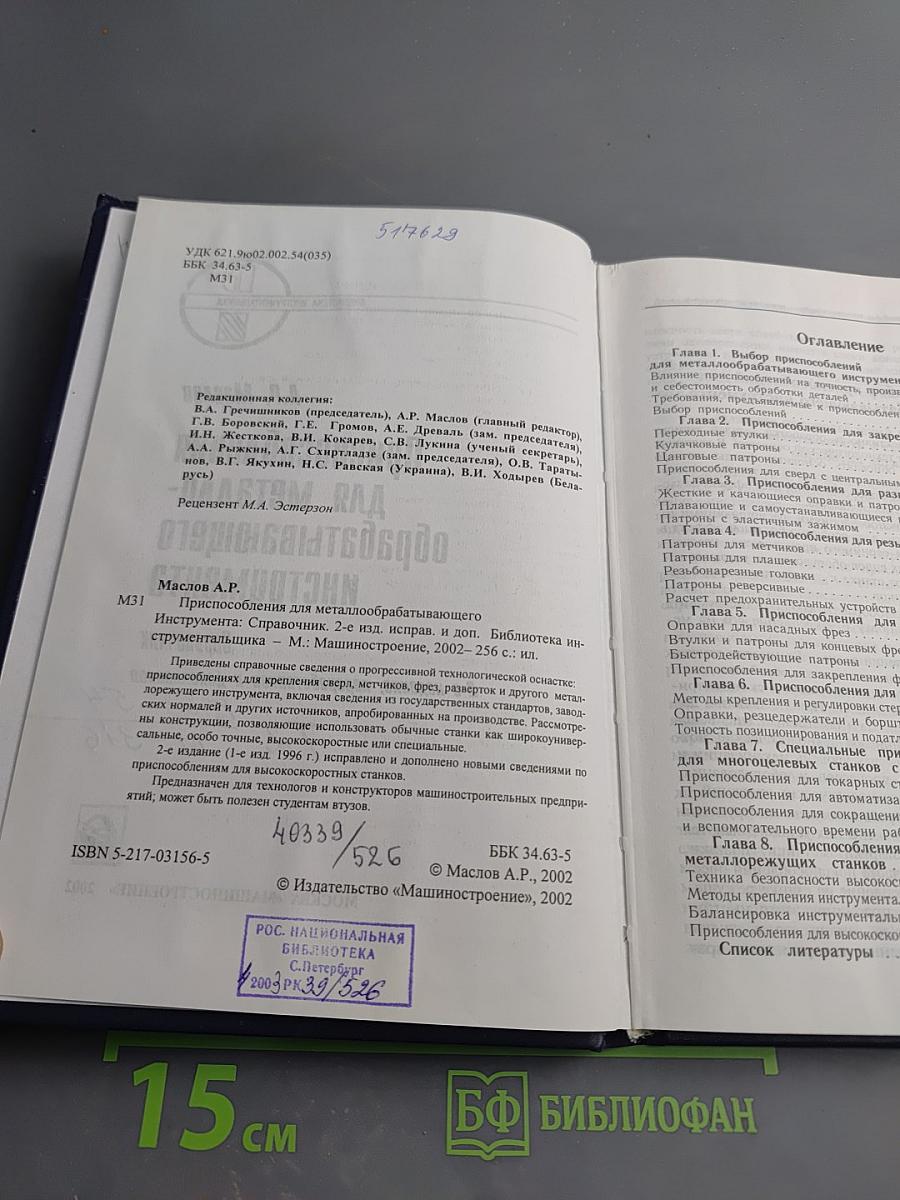 517629
УДК 621.9ю02.002.54(035)
ББК 34.63-5
М31
Редакционная коллегия:
В.А. Гречишников (председатель), А.Р. Маслов (главный редактор),
Г.В. Боровский, Г.Е. Громов, А.Е. Древаль (зам. председателя),
И.Н. Жесткова, В.И. Кокарев, С.В. Лукина (ученый секретарь),
А.А. Рыжкин, А.Г. Схиртладзе (зам. председателя), О.В. Тараты-
нов, В.Г. Якухин, Н.С. Равская (Украина), В.И. Ходырев (Бела-
русь)
Рецензент М.А. Эстерзон
Маслов А.Р.
М31 Приспособления для металлообрабатывающего
Инструмента: Справочник. 2-е изд. исправ. и доп. Библиотека ин-
струментальщика – М.: Машиностроение, 2002– 256 с.: ил.
Приведены справочные сведения о прогрессивной технологической оснастке:
приспособлениях для крепления сверл, метчиков, фрез, разверток и другого метал-
лорежущего инструмента, включая сведения из государственных стандартов, завод-
ских нормалей и других источников, апробированных на производстве. Рассмотре-
ны конструкции, позволяющие использовать обычные станки как широкоунивер-
сальные, особо точные, высокоскоростные или специальные.
2-е издание (1-е изд. 1996 г.) исправлено и дополнено новыми сведениями по
приспособлениям для высокоскоростных станков.
Предназначен для технологов и конструкторов машиностроительных предпри-
ятий; может быть полезен студентам втузов.
40339/526
ISBN 5-217-03156-5
ББК 34.63-5
© Маслов А.Р., 2002
© Издательство «Машиностроение», 2002
РОС. НАЦИОНАЛЬНАЯ
БИБЛИОТЕКА
С.Петербург
2003 РК 39/526
Оглавление
Глава 1. Выбор приспособлений
для металлообрабатывающего инструмен
Влияние приспособлений на точность, произв
и себестоимость обработки деталей
Требования, предъявляемые к приспособлен
Выбор приспособлений
Глава 2. Приспособления для закре
Переходные втулки
Кулачковые патроны
Цанговые патроны
Приспособления для сверл с центральным
Глава 3. Приспособления для раз
Жесткие и качающиеся оправки и патро
Плавающие и самоустанавливающиеся
Патроны с эластичным зажимом
Глава 4. Приспособления для резь
Патроны для метчиков
Патроны для плашек
Резьбонарезные головки
Патроны реверсивные
Расчет предохранительных устройств
Глава 5. Приспособления для
Оправки для насадных фрез
Втулки и патроны для концевых фре
Быстродействующие патроны
Приспособления для закрепления ф
Глава 6. Приспособления для
Методы крепления и регулировки стер
Оправки, резцедержатели и боршт
Точность позиционирования и податл
Глава 7. Специальные при
для многоцелевых станков с
Приспособления для токарных ст
Приспособления для автоматиза
Приспособления для сокращени
и вспомогательного времени раб
Глава 8. Приспособления
металлорежущих станков
Техника безопасности высокос
Методы крепления инструмента
Балансировка инструменталь
Приспособления для высокоско
Список литературы
15 см
БФ БИБЛИОФАН